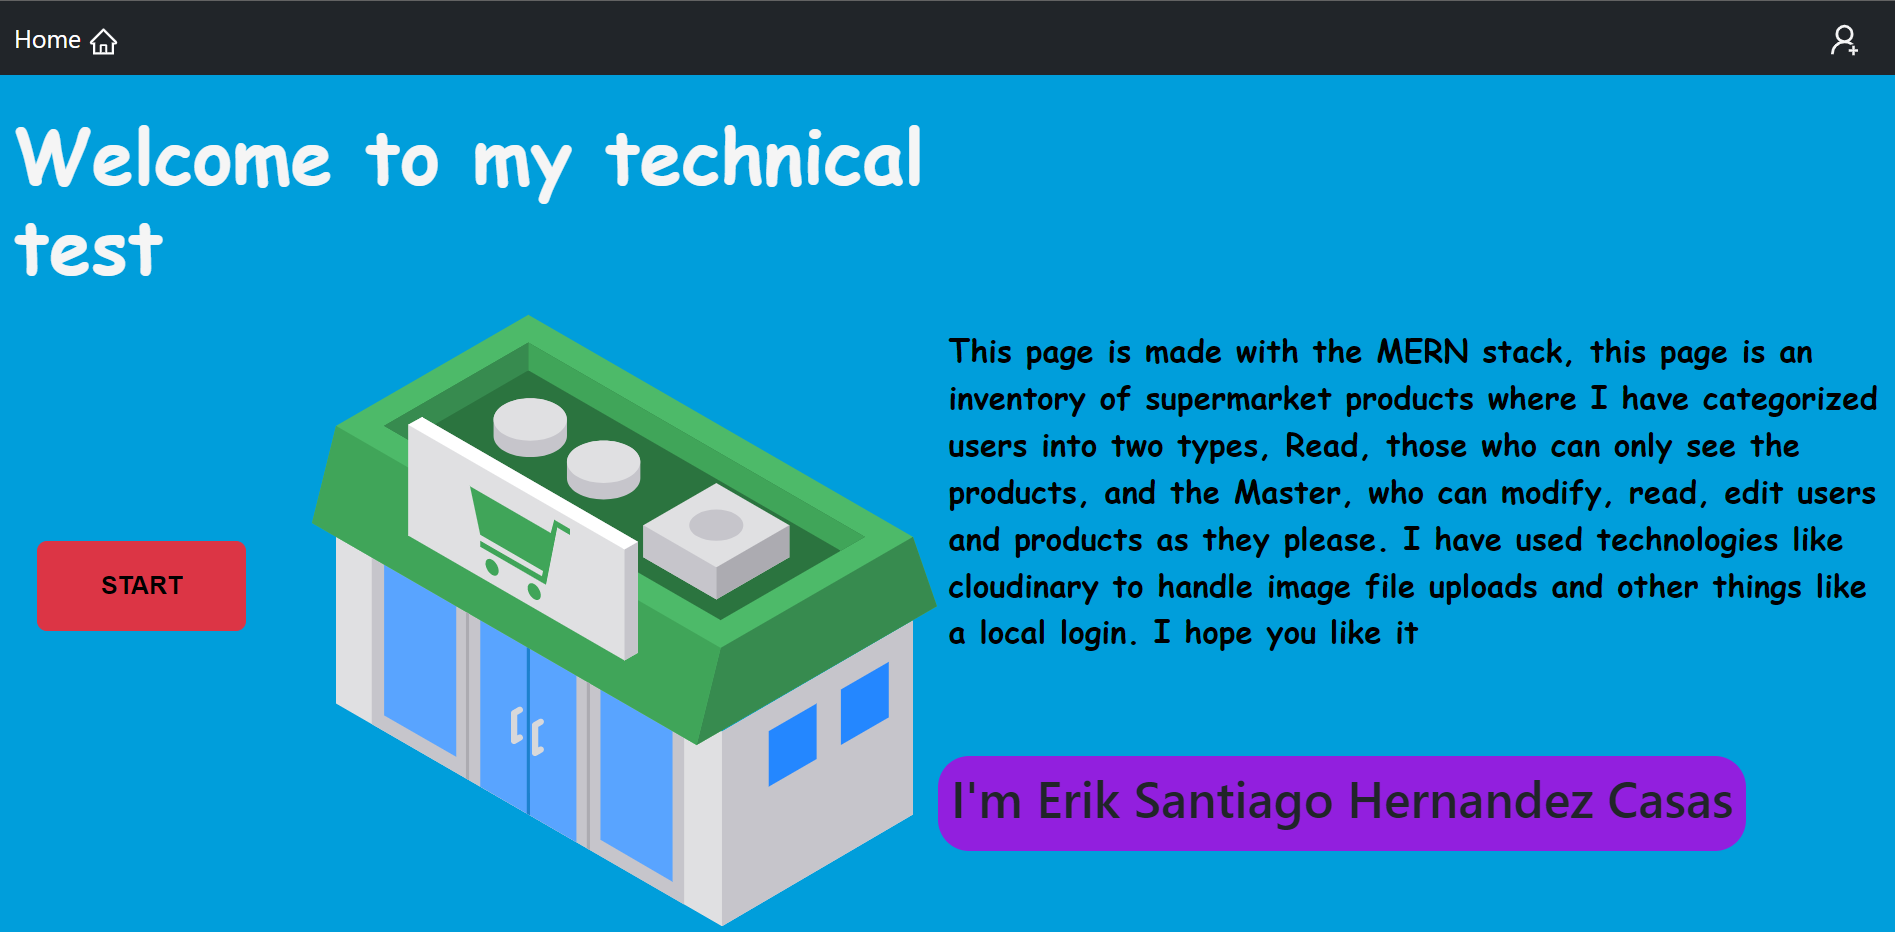 Home
Welcome to my technical
test
This page is made with the MERN stack, this page is an
inventory of supermarket products where I have categorized
users into two types, Read, those who can only see the
products, and the Master, who can modify, read, edit users
and products as they please. I have used technologies like
cloudinary to handle image file uploads and other things like
a local login. I hope you like it
START
I'm Erik Santiago Hernandez Casas